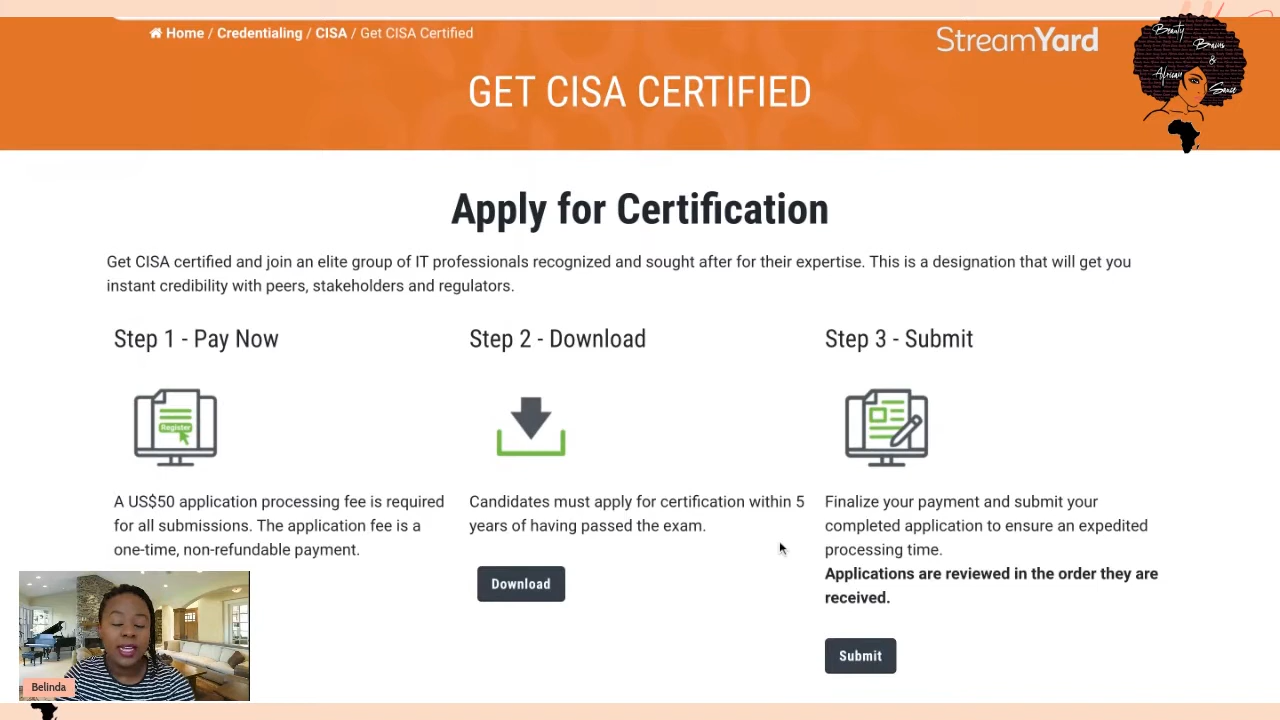 Home / Credentialing / CISA / Get CISA Certified
StreamYard
Beauty
Brains
&
African
Sauce
GET CISA CERTIFIED
Apply for Certification
Get CISA certified and join an elite group of IT professionals recognized and sought after for their expertise. This is a designation that will get you
instant credibility with peers, stakeholders and regulators.
Step 1 - Pay Now
Register
A US$50 application processing fee is required
for all submissions. The application fee is a
one-time, non-refundable payment.
Step 2 - Download
Candidates must apply for certification within 5
years of having passed the exam.
Download
Step 3 - Submit
Finalize your payment and submit your
completed application to ensure an expedited
processing time.
Applications are reviewed in the order they are
received.
Submit
Belinda